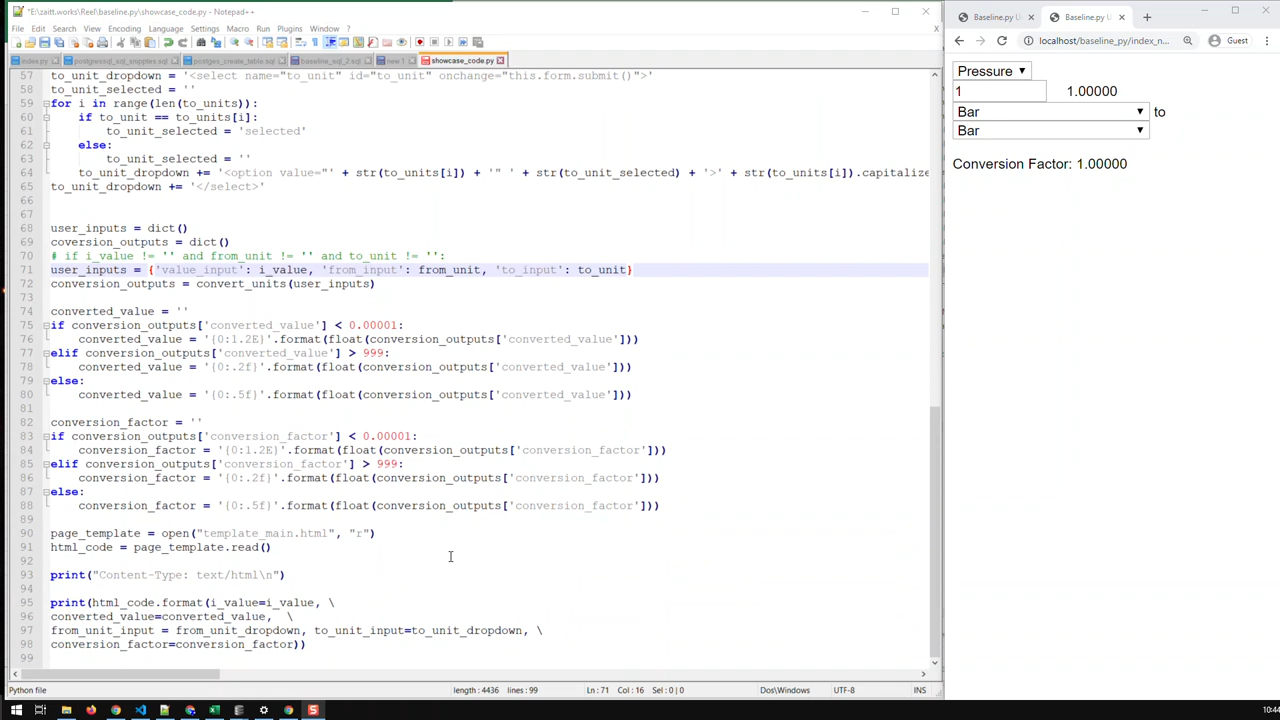 *E:\zaitt.works\Reel\baseline.py\showcase_code.py - Notepad++
File Edit Search View Encoding Language Settings Macro Run Plugins Window ?
index.py
new 1
showcase_code.py
57 to_unit_dropdown = '<select name="to_unit" id="to_unit" onchange="this.form.submit()">'
58 to_unit_selected = ''
59 for i in range(len(to_units)):
60 if to_unit == to_units[i]:
61 to_unit_selected = 'selected'
62 else:
63 to_unit_selected = ''
64 to_unit_dropdown += '<option value="' + str(to_units[i]) + '" ' + str(to_unit_selected) + '>' + str(to_units[i]).capitalize
65 to_unit_dropdown += '</select>'
66
67
68 user_inputs = dict()
69 coversion_outputs = dict()
70 # if i_value != '' and from_unit != '' and to_unit != '':
71 user_inputs = {'value_input': i_value, 'from_input': from_unit, 'to_input': to_unit}
72 conversion_outputs = convert_units(user_inputs)
73
74 converted_value = ''
75 if conversion_outputs['converted_value'] < 0.00001:
76 converted_value = '{0:1.2E}'.format(float(conversion_outputs['converted_value']))
77 elif conversion_outputs['converted_value'] > 999:
78 converted_value = '{0:.2f}'.format(float(conversion_outputs['converted_value']))
79 else:
80 converted_value = '{0:.5f}'.format(float(conversion_outputs['converted_value']))
81
82 conversion_factor = ''
83 if conversion_outputs['conversion_factor'] < 0.00001:
84 conversion_factor = '{0:1.2E}'.format(float(conversion_outputs['conversion_factor']))
85 elif conversion_outputs['conversion_factor'] > 999:
86 conversion_factor = '{0:.2f}'.format(float(conversion_outputs['conversion_factor']))
87 else:
88 conversion_factor = '{0:.5f}'.format(float(conversion_outputs['conversion_factor']))
89
90 page_template = open("template_main.html", "r")
91 html_code = page_template.read()
92
93 print("Content-Type: text/html\n")
94
95 print(html_code.format(i_value=i_value, \
96 converted_value=converted_value, \
97 from_unit_input = from_unit_dropdown, to_unit_input=to_unit_dropdown, \
98 conversion_factor=conversion_factor))
99
Python file length : 4436 lines : 99 Ln : 71 Col : 16 Sel : 0 | 0 Dos\Windows UTF-8 INS
Baseline.py U Baseline.py U
localhost/baseline_py/index_n... Guest
Pressure
1 1.00000
Bar to
Bar
Conversion Factor: 1.00000
10:44